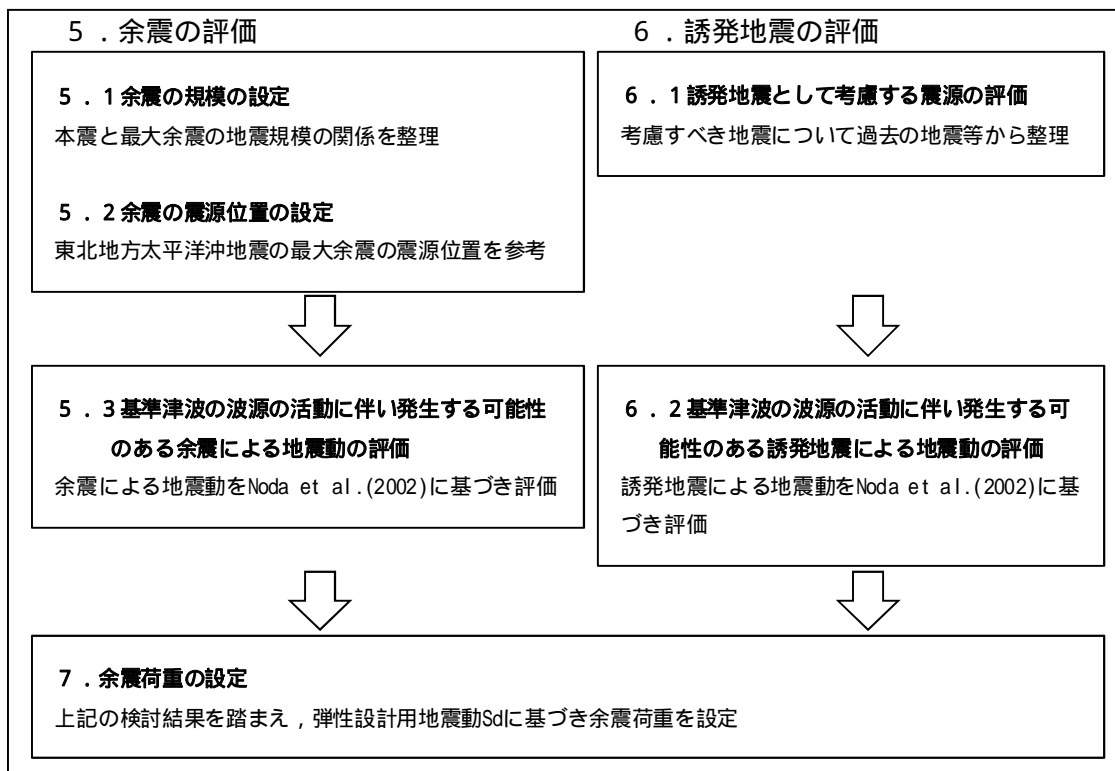 5．余震の評価
5．1余震の規模の設定
本震と最大余震の地震規模の関係を整理
5．2余震の震源位置の設定
東北地方太平洋沖地震の最大余震の震源位置を参考
6．誘発地震の評価
6．1誘発地震として考慮する震源の評価
考慮すべき地震について過去の地震等から整理
5．3基準津波の波源の活動に伴い発生する可能性
のある余震による地震動の評価
余震による地震動をNoda et al.(2002)に基づき評価
6．2基準津波の波源の活動に伴い発生する可
能性のある誘発地震による地震動の評価
誘発地震による地震動をNoda et al.(2002)に基
づき評価
7．余震荷重の設定
上記の検討結果を踏まえ，弾性設計用地震動Sdに基づき余震荷重を設定